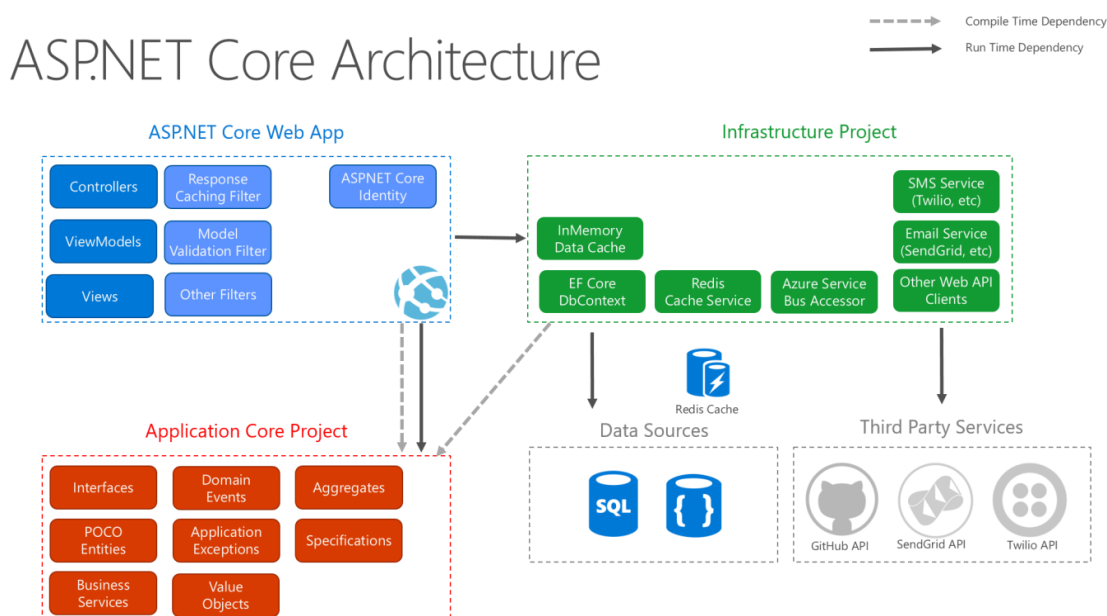 Compile Time Dependency
Run Time Dependency
ASP.NET Core Architecture
ASP.NET Core Web App
Controllers
Response
Caching Filter
ASP.NET Core
Identity
ViewModels
Model
Validation Filter
Views
Other Filters
Infrastructure Project
SMS Service
(Twilio, etc)
InMemory
Data Cache
Email Service
(SendGrid, etc)
EF Core
DbContext
Redis
Cache Service
Azure Service
Bus Accessor
Other Web API
Clients
Redis Cache
Application Core Project
Interfaces
Domain
Events
Aggregates
POCO
Entities
Application
Exceptions
Specifications
Business
Services
Value
Objects
Data Sources
SQL
{ }
Third Party Services
GitHub API
SendGrid API
Twilio API